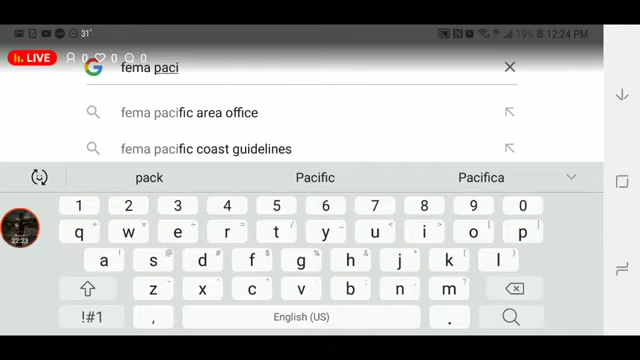 31°
19% 12:24 PM
LIVE 0 0 0
fema paci
fema pacific area office
fema pacific coast guidelines
pack Pacific Pacifica
1 2 3 4 5 6 7 8 9 0
22:23
q w e r t y u i o p
a s d f g h j k l
z x c v b n m
!#1 , English (US) .